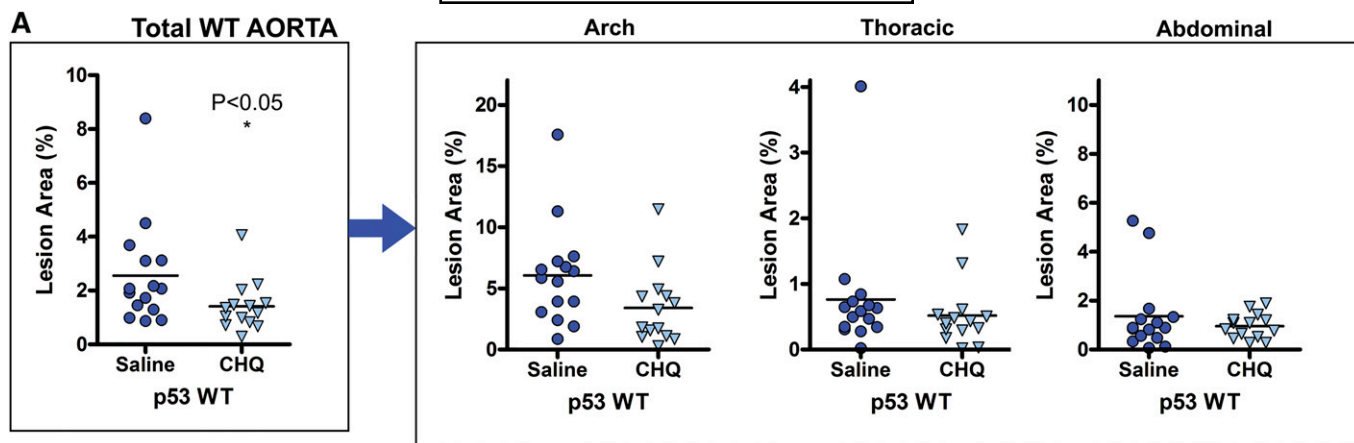 A
Total WT AORTA
Arch
Thoracic
Abdominal
Lesion Area (%)
10
8
6
4
2
0
P<0.05
*
Saline
CHQ
p53 WT
Lesion Area (%)
20
15
10
5
0
Saline
CHQ
p53 WT
Lesion Area (%)
4
3
2
1
0
Saline
CHQ
p53 WT
Lesion Area (%)
10
8
6
4
2
0
Saline
CHQ
p53 WT